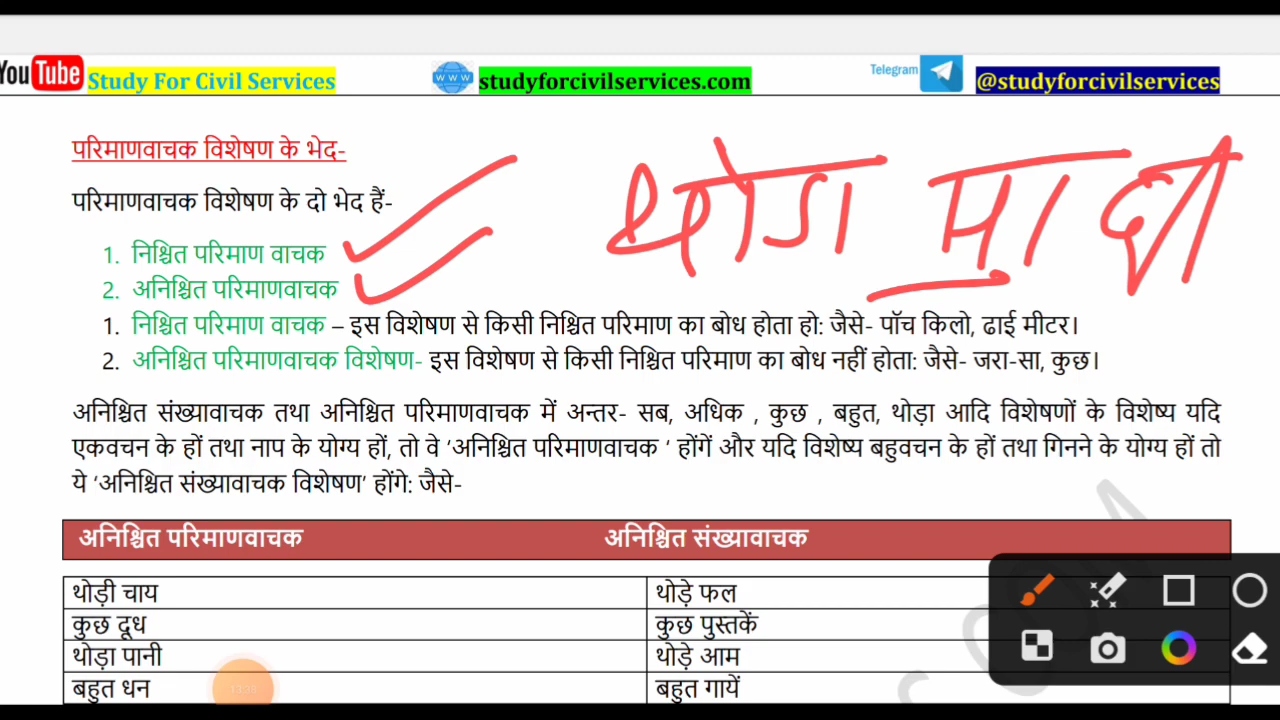 YouTube Study For Civil Services www studyforcivilservices.com Telegram @studyforcivilservices
परिमाणवाचक विशेषण के भेद-
परिमाणवाचक विशेषण के दो भेद हैं-
थोडा
1. निश्चित परिमाण वाचक
2. अनिश्चित परिमाणवाचक
1. निश्चित परिमाण वाचक – इस विशेषण से किसी निश्चित परिमाण का बोध होता हो: जैसे- पॉच किलो, ढाई मीटर।
2. अनिश्चित परिमाणवाचक विशेषण- इस विशेषण से किसी निश्चित परिमाण का बोध नहीं होता: जैसे- जरा-सा, कुछ।
अनिश्चित संख्यावाचक तथा अनिश्चित परिमाणवाचक में अन्तर- सब, अधिक , कुछ , बहुत, थोड़ा आदि विशेषणों के विशेष्य यदि
एकवचन के हों तथा नाप के योग्य हों, तो वे ‘अनिश्चित परिमाणवाचक ‘ होंगें और यदि विशेष्य बहुवचन के हों तथा गिनने के योग्य हों तो
ये ‘अनिश्चित संख्यावाचक विशेषण’ होंगे: जैसे-
अनिश्चित परिमाणवाचक अनिश्चित संख्यावाचक
थोड़ी चाय थोड़े फल
कुछ दूध कुछ पुस्तकें
थोड़ा पानी थोड़े आम
बहुत धन बहुत गायें